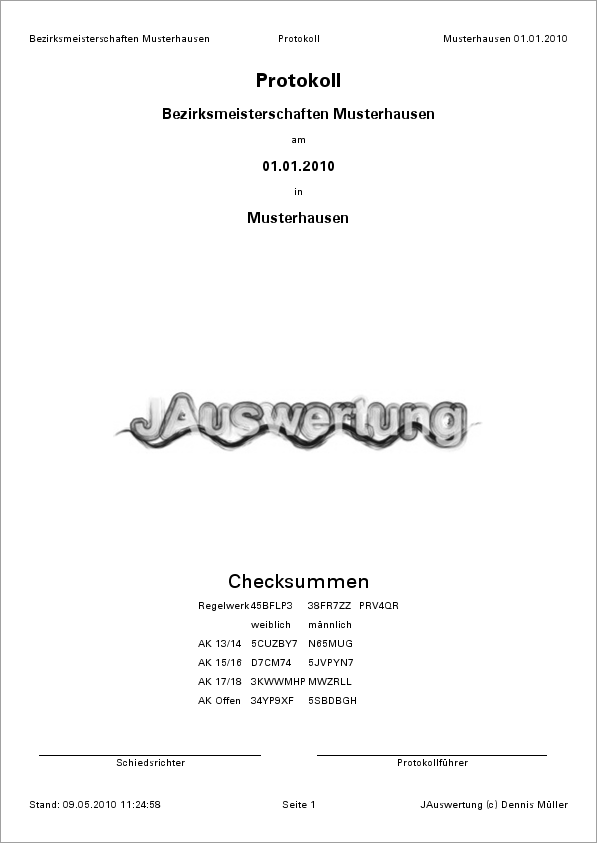 Bezirksmeisterschaften Musterhausen Protokoll Musterhausen 01.01.2010
Protokoll
Bezirksmeisterschaften Musterhausen
am
01.01.2010
in
Musterhausen
JAuswertung
Checksummen
Regelwerk 45BFLP3 38FR7ZZ PRV4QR
weiblich männlich
AK 13/14 5CUZBY7 N65MUG
AK 15/16 D7CM74 5JVPYN7
AK 17/18 3KWWMHP MWZRLL
AK Offen 34YP9XF 5SBDBGH
Schiedsrichter Protokollführer
Stand: 09.05.2010 11:24:58 Seite 1 JAuswertung (c) Dennis Müller